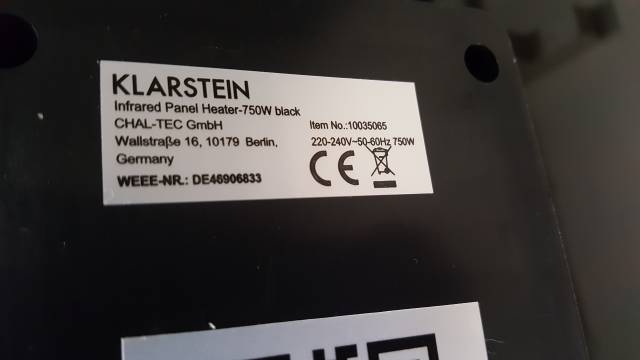 KLARSTEIN
Infrared Panel Heater-750W black
CHAL-TEC GmbH
Wallstraße 16, 10179 Berlin,
Germany
WEEE-NR.: DE46906833
Item No.:10035065
220-240V~50-60Hz 750W
CE